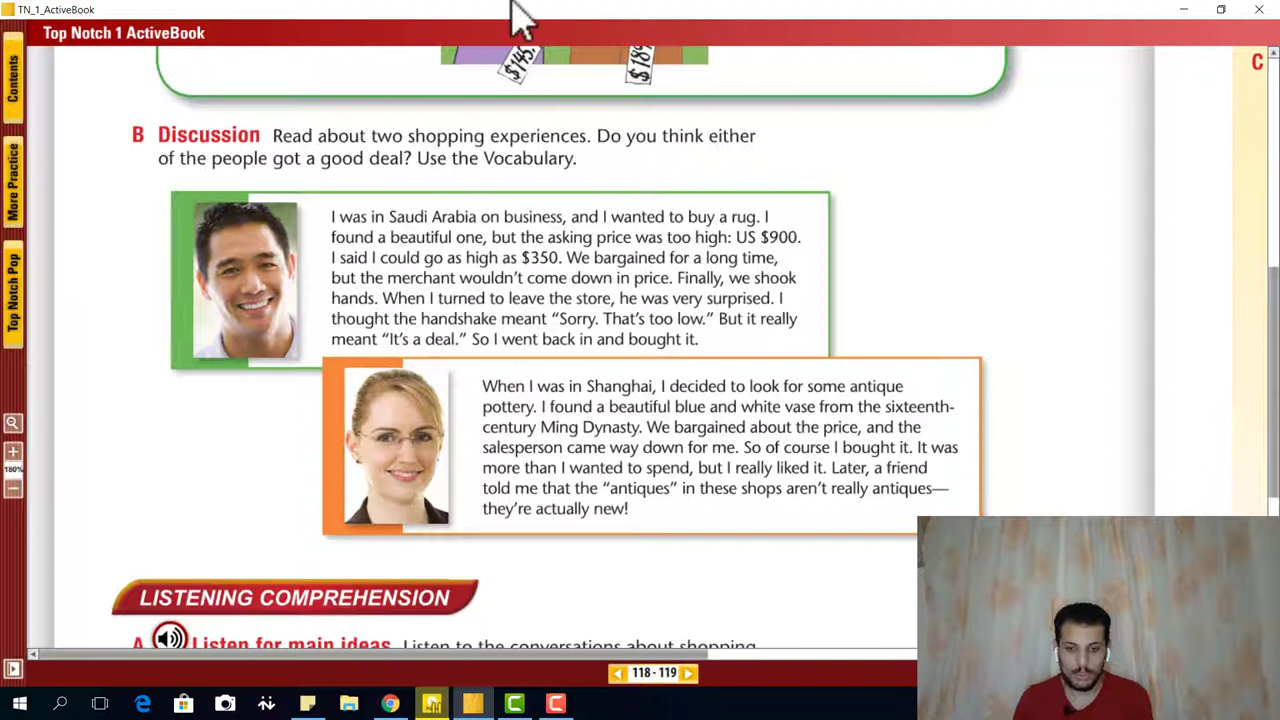 TN_1_ActiveBook
Top Notch 1 ActiveBook
Contents
More Practice
Top Notch Pop
180%
C
$145.
$189
B Discussion Read about two shopping experiences. Do you think either
of the people got a good deal? Use the Vocabulary.
I was in Saudi Arabia on business, and I wanted to buy a rug. I
found a beautiful one, but the asking price was too high: US $900.
I said I could go as high as $350. We bargained for a long time,
but the merchant wouldn't come down in price. Finally, we shook
hands. When I turned to leave the store, he was very surprised. I
thought the handshake meant “Sorry. That's too low.” But it really
meant “It's a deal.” So I went back in and bought it.
When I was in Shanghai, I decided to look for some antique
pottery. I found a beautiful blue and white vase from the sixteenth-
century Ming Dynasty. We bargained about the price, and the
salesperson came way down for me. So of course I bought it. It was
more than I wanted to spend, but I really liked it. Later, a friend
told me that the “antiques” in these shops aren't really antiques—
they're actually new!
LISTENING COMPREHENSION
A Listen for main ideas Listen to the conversations about shopping
118 - 119